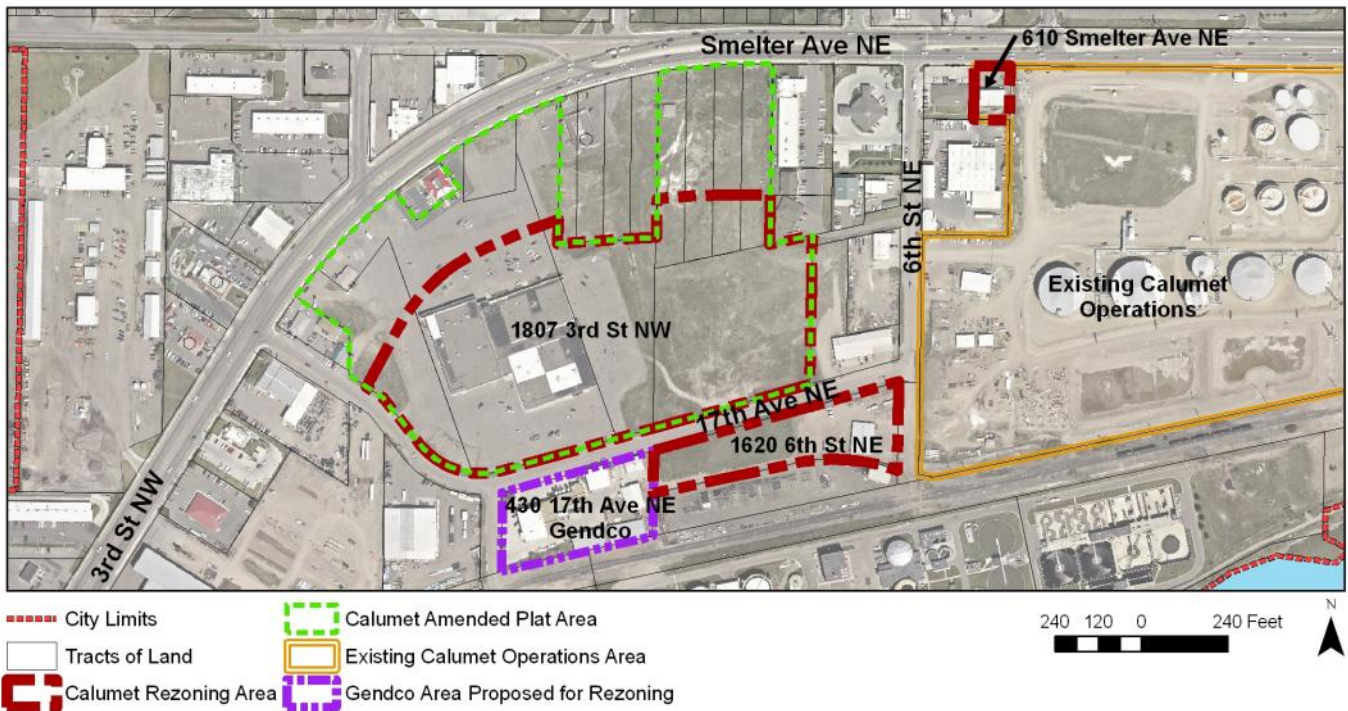 Smelter Ave NE
610 Smelter Ave NE
6th St NE
Existing Calumet
Operations
1807 3rd St NW
17th Ave NE
1620 6th St NE
430 17th Ave NE
Gendco
3rd St NW
City Limits
Tracts of Land
Calumet Rezoning Area
Calumet Amended Plat Area
Existing Calumet Operations Area
Gendco Area Proposed for Rezoning
240 120 0 240 Feet
N